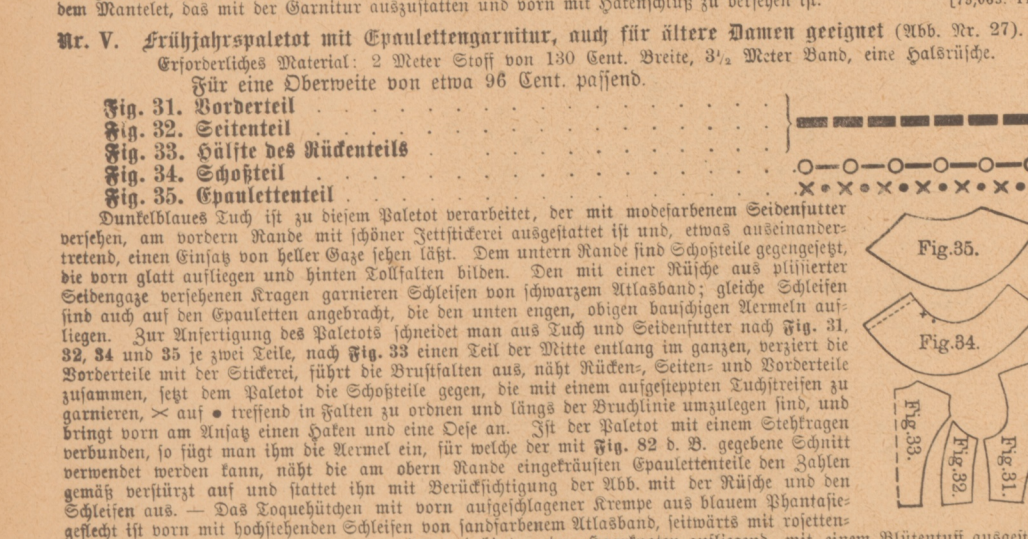 dem Mantelet, das mit der Garnitur auszustatten und vorn mit Hakenschluß zu versehen ist.
Nr. V. Frühjahrspaletot mit Epaulettengarnitur, auch für ältere Damen geeignet (Abb. Nr. 27).
Erforderliches Material: 2 Meter Stoff von 130 Cent. Breite, 3½ Meter Band, eine Halsrüsche.
Für eine Oberweite von etwa 96 Cent. passend.
Fig. 31. Vorderteil
Fig. 32. Seitenteil
Fig. 33. Hälfte des Rückenteils
Fig. 34. Schoßteil
Fig. 35. Epaulettenteil
Dunkelblaues Tuch ist zu diesem Paletot verarbeitet, der mit modefarbenem Seidenfutter
versehen, am vordern Rande mit schöner Jettstickerei ausgestattet ist und, etwas auseinander-
tretend, einen Einsatz von heller Gaze sehen läßt. Dem untern Rande sind Schoßteile gegengesetzt,
die vorn glatt aufliegen und hinten Tollfalten bilden. Den mit einer Rüsche aus plissierter
Seidengaze versehenen Kragen garnieren Schleifen von schwarzem Atlasband; gleiche Schleifen
sind auch auf den Epauletten angebracht, die den unten engen, obigen bauschigen Aermeln auf-
liegen. Zur Anfertigung des Paletots schneidet man aus Tuch und Seidenfutter nach Fig. 31,
32, 34 und 35 je zwei Teile, nach Fig. 33 einen Teil der Mitte entlang im ganzen, verziert die
Vorderteile mit der Stickerei, führt die Brustfalten aus, näht Rücken-, Seiten- und Vorderteile
zusammen, setzt dem Paletot die Schoßteile gegen, die mit einem aufgesteppten Tuchstreifen zu
garnieren, × auf ● treffend in Falten zu ordnen und längs der Bruchlinie umzulegen sind, und
bringt vorn am Ansatz einen Haken und eine Oese an. Ist der Paletot mit einem Stehkragen
verbunden, so fügt man ihm die Aermel ein, für welche der mit Fig. 82 d. B. gegebene Schnitt
verwendet werden kann, näht die am obern Rande eingekräusten Epaulettenteile den Zahlen
gemäß verstürzt auf und stattet ihn mit Berücksichtigung der Abb. mit der Rüsche und den
Schleifen aus. — Das Toquehütchen mit vorn aufgeschlagener Krempe aus blauem Phantasie-
geflecht ist vorn mit hochstehenden Schleifen von sandfarbenem Atlasband, seitwärts mit rosetten-
Fig.35.
Fig.34.
Fig.33.
Fig.32.
Fig.31.